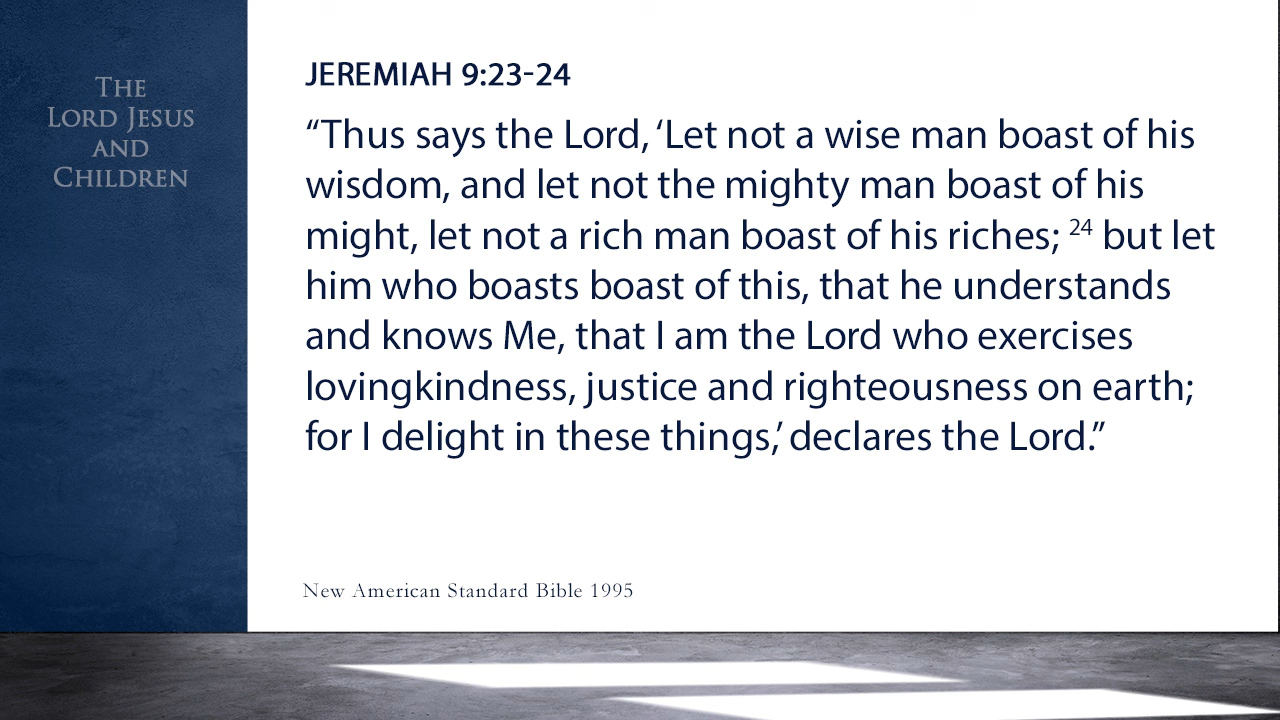 The
Lord Jesus
and
Children
JEREMIAH 9:23-24
“Thus says the Lord, ‘Let not a wise man boast of his
wisdom, and let not the mighty man boast of his
might, let not a rich man boast of his riches; 24 but let
him who boasts boast of this, that he understands
and knows Me, that I am the Lord who exercises
lovingkindness, justice and righteousness on earth;
for I delight in these things,’ declares the Lord.”
New American Standard Bible 1995